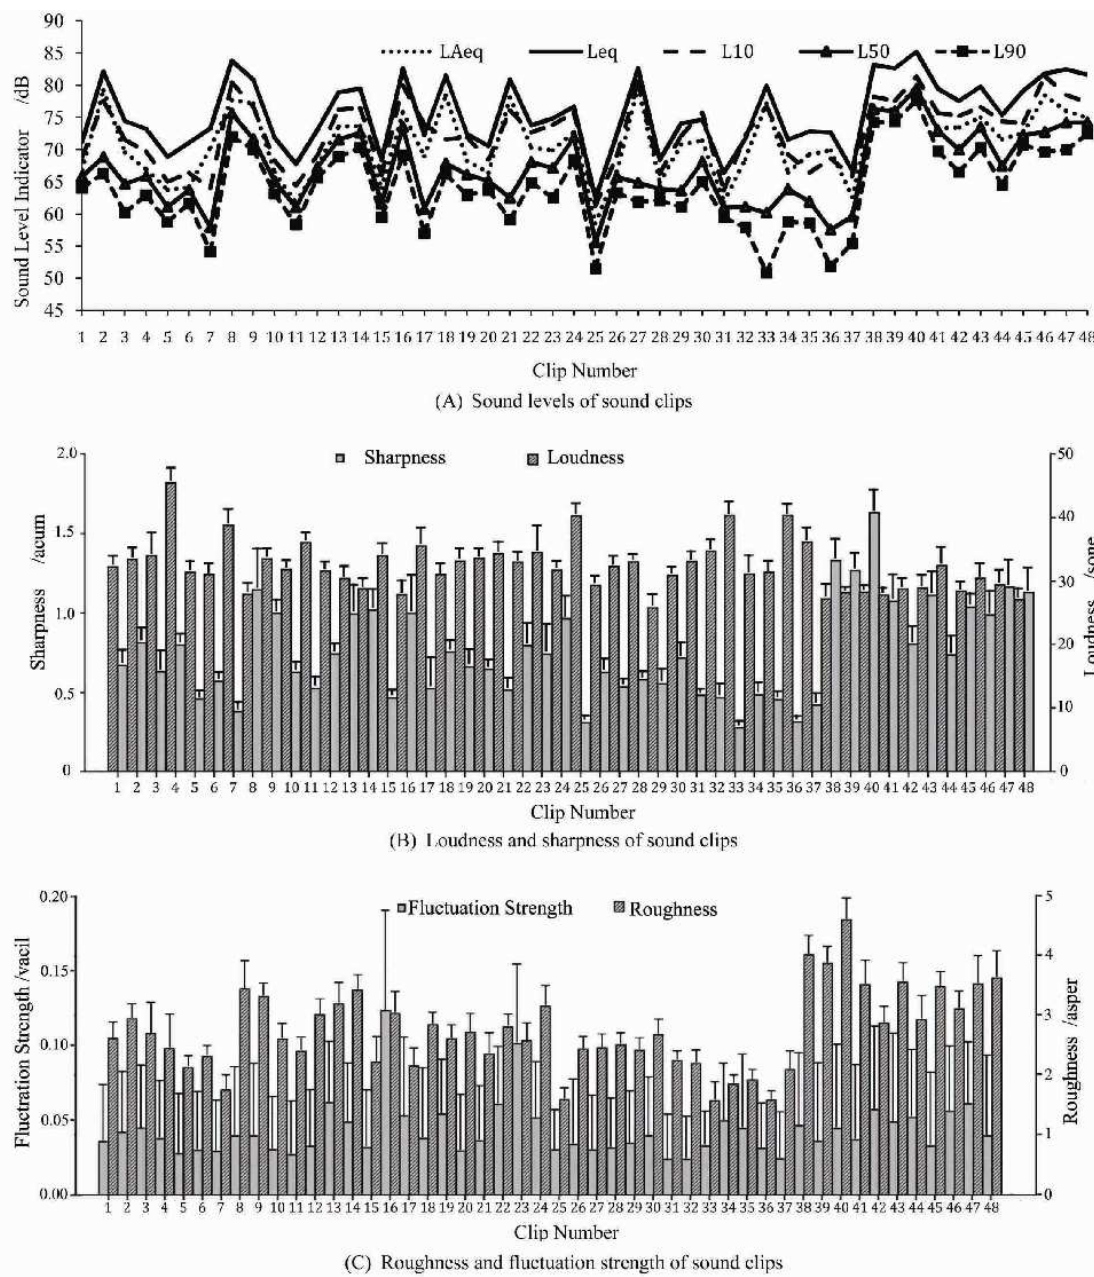 90
85
80
75
70
65
60
55
50
45
Sound Level Indicator /dB
LAeq Leq L10 L50 L90
1 2 3 4 5 6 7 8 9 10 11 12 13 14 15 16 17 18 19 20 21 22 23 24 25 26 27 28 29 30 31 32 33 34 35 36 37 38 39 40 41 42 43 44 45 46 47 48
Clip Number
(A) Sound levels of sound clips
2.0
1.5
1.0
0.5
0
Sharpness /acum
Sharpness Loudness
50
40
30
20
10
0
Loudness /sone
1 2 3 4 5 6 7 8 9 10 11 12 13 14 15 16 17 18 19 20 21 22 23 24 25 26 27 28 29 30 31 32 33 34 35 36 37 38 39 40 41 42 43 44 45 46 47 48
Clip Number
(B) Loudness and sharpness of sound clips
0.20
0.15
0.10
0.05
0.00
Fluctration Strength /vacil
Fluctuation Strength Roughness
5
4
3
2
1
0
Roughness /asper
1 2 3 4 5 6 7 8 9 10 11 12 13 14 15 16 17 18 19 20 21 22 23 24 25 26 27 28 29 30 31 32 33 34 35 36 37 38 39 40 41 42 43 44 45 46 47 48
Clip Number
(C) Roughness and fluctuation strength of sound clips